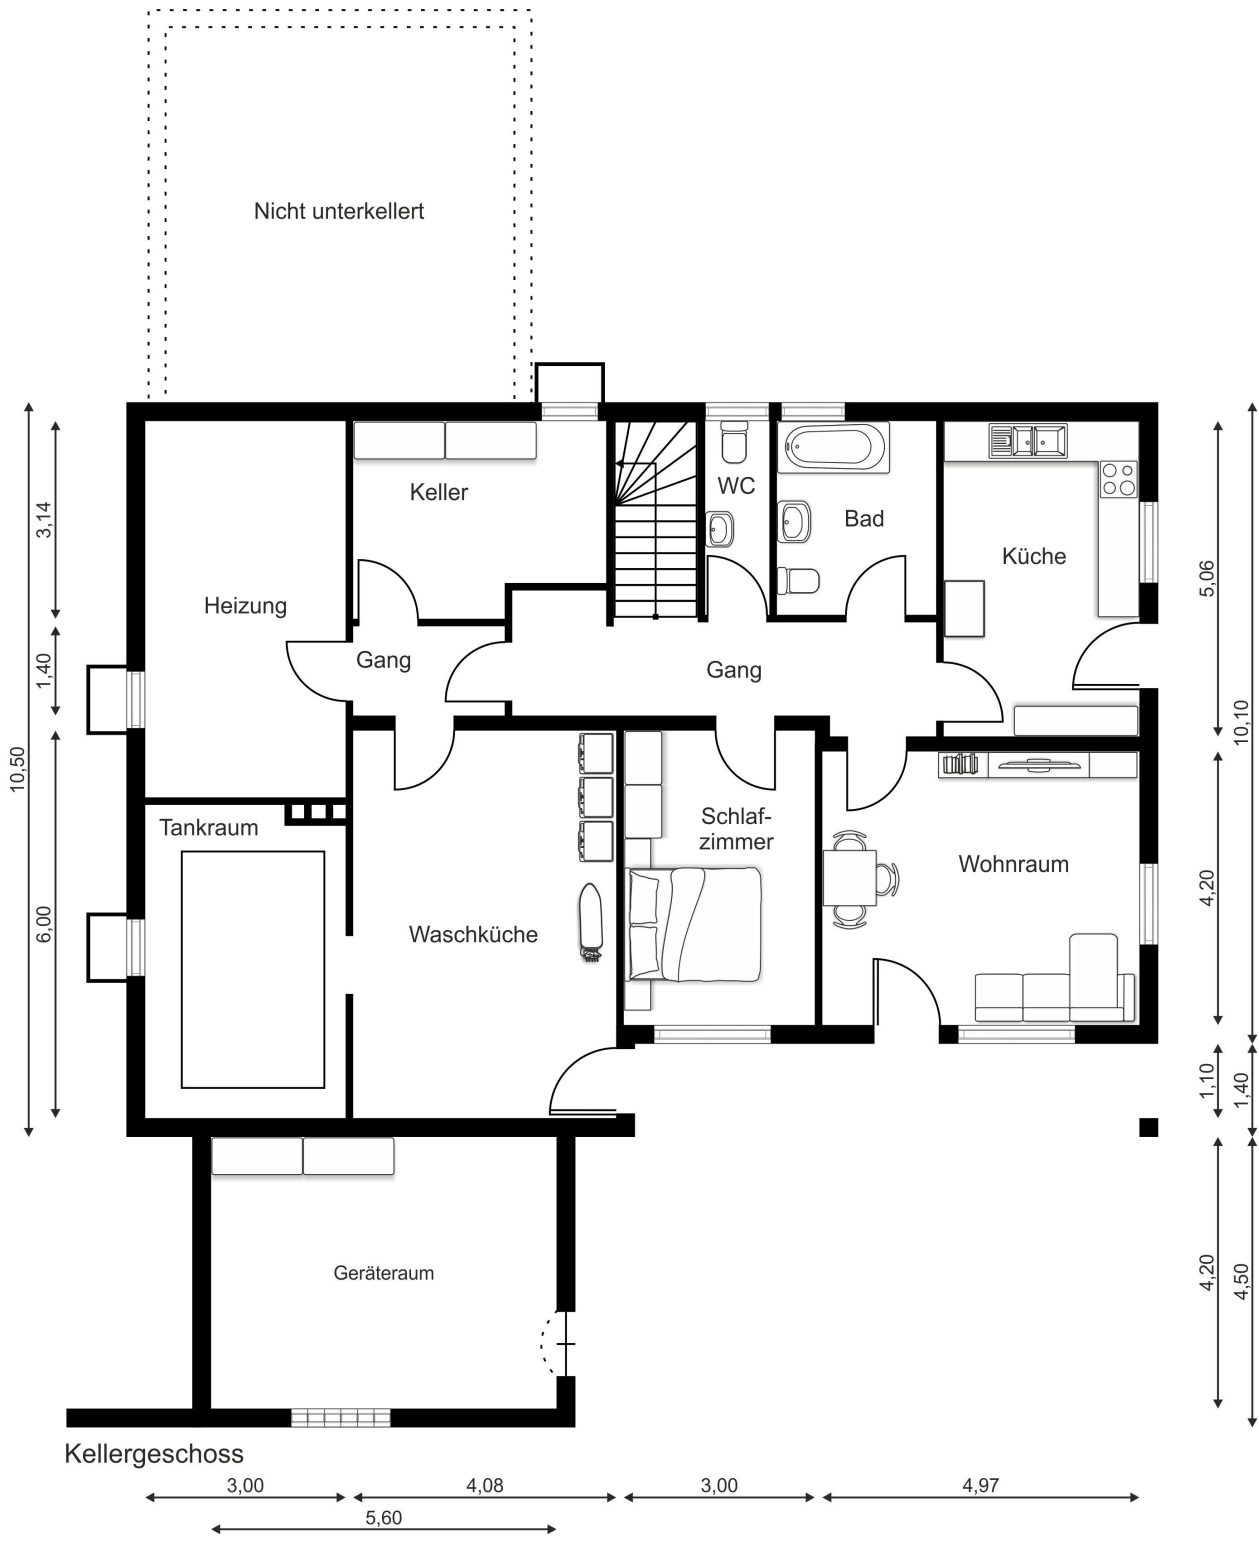 Nicht unterkellert
Keller
WC
Bad
Küche
Heizung
Gang
Gang
Tankraum
Schlaf-
zimmer
Wohnraum
Waschküche
Geräteraum
Kellergeschoss
10,50
3,14
1,40
6,00
5,06
10,10
4,20
1,10
1,40
4,20
4,50
3,00
4,08
3,00
4,97
5,60